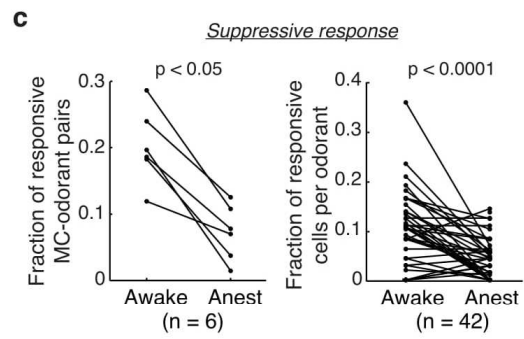 c
Suppressive response
p < 0.05
Fraction of responsive
MC-odorant pairs
0.3
0.2
0.1
0
Awake Anest
(n = 6)
p < 0.0001
Fraction of responsive
cells per odorant
0.4
0.3
0.2
0.1
0
Awake Anest
(n = 42)